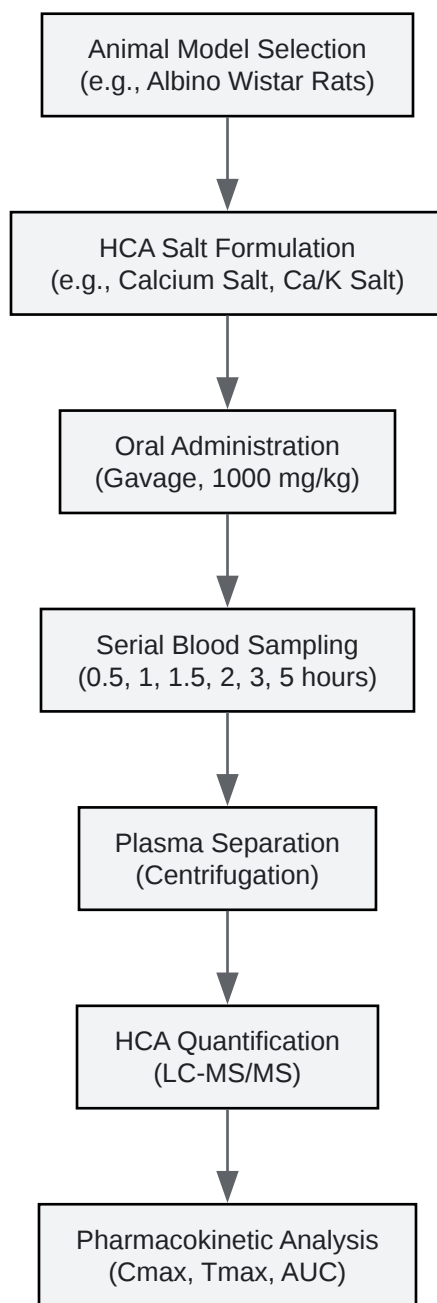 Animal Model Selection
(e.g., Albino Wistar Rats)
HCA Salt Formulation
(e.g., Calcium Salt, Ca/K Salt)
Oral Administration
(Gavage, 1000 mg/kg)
Serial Blood Sampling
(0.5, 1, 1.5, 2, 3, 5 hours)
Plasma Separation
(Centrifugation)
HCA Quantification
(LC-MS/MS)
Pharmacokinetic Analysis
(Cmax, Tmax, AUC)